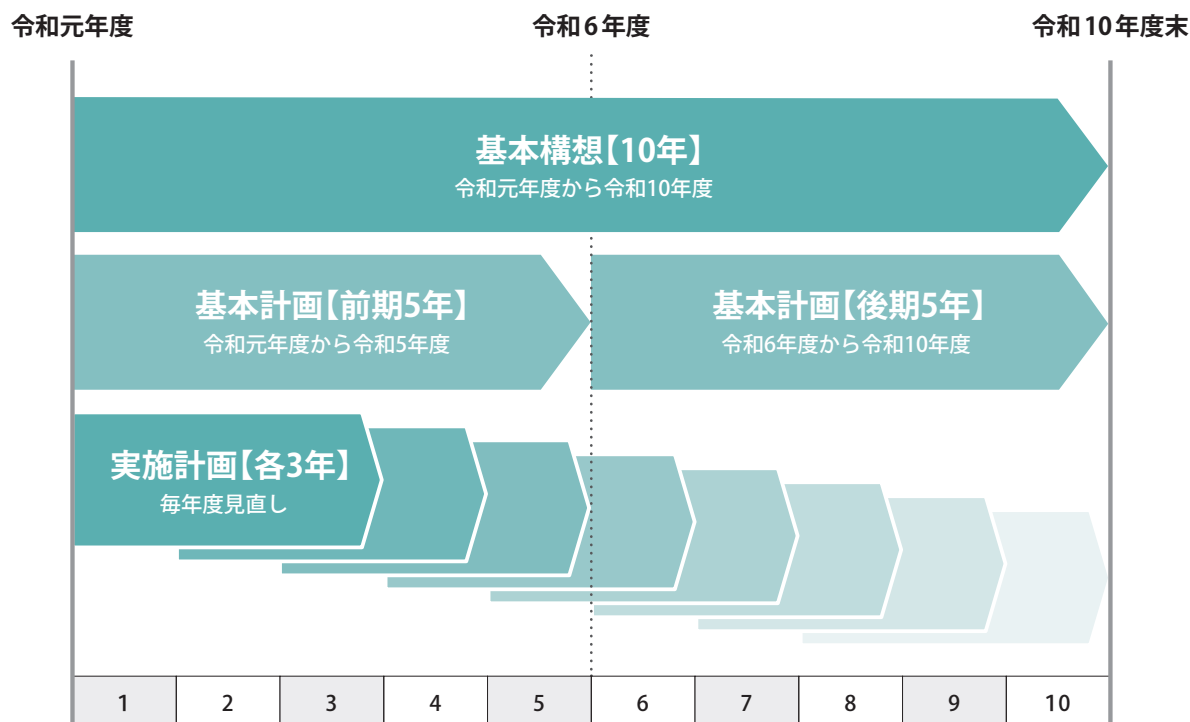 令和元年度
令和6年度
令和10年度末
基本構想【10年】
令和元年度から令和10年度
基本計画【前期5年】
令和元年度から令和5年度
基本計画【後期5年】
令和6年度から令和10年度
実施計画【各3年】
毎年度見直し
1 2 3 4 5 6 7 8 9 10